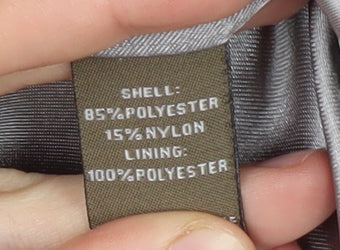 SHELL:
85%POLYESTER
15%NYLON
LINING:
100%POLYESTER